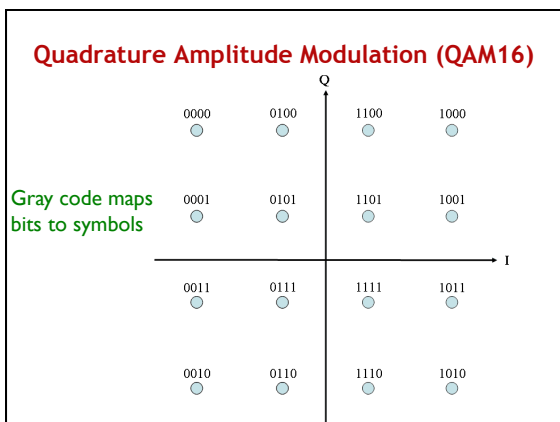 Quadrature Amplitude Modulation (QAM16)
Q
0000 0100 1100 1000
Gray code maps
bits to symbols
0001 0101 1101 1001
I
0011 0111 1111 1011
0010 0110 1110 1010